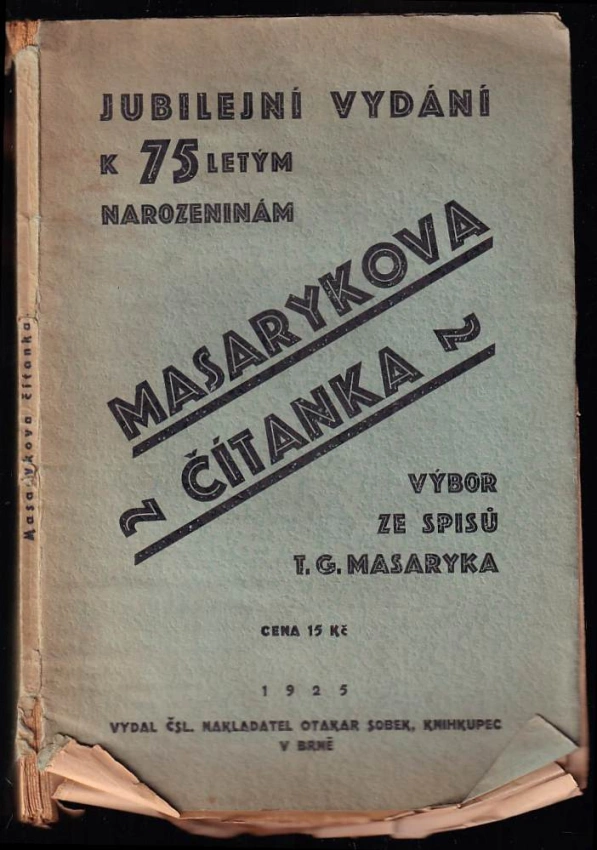 JUBILEJNÍ VYDÁNÍ
K 75 LETÝM
NAROZENINÁM
MASARYKOVA
~ ČÍTANKA ~
VÝBOR
ZE SPISŮ
T. G. MASARYKA
CENA 15 Kč
1925
VYDAL ČSL. NAKLADATEL OTAKAR SOBEK, KNIHKUPEC
V BRNĚ
Masarykova čítanka